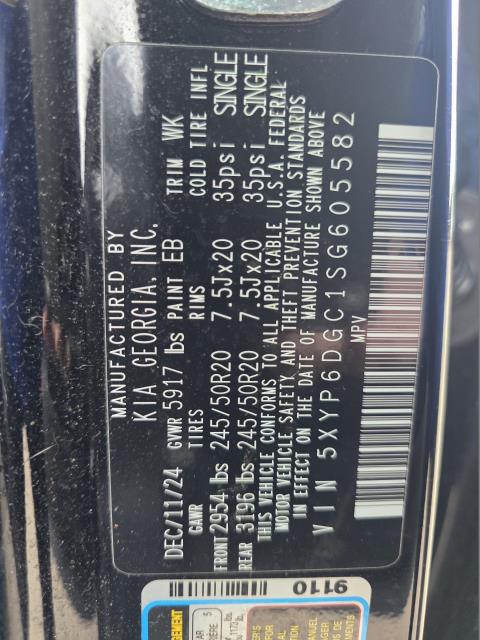 MANUFACTURED BY
KIA GEORGIA, INC.
DEC/11/24 GVWR 5917 lbs PAINT EB TRIM WK
GAWR TIRES RIMS COLD TIRE INFL
FRONT 2954 lbs 245/50R20 7.5Jx20 35psi SINGLE
REAR 3196 lbs 245/50R20 7.5Jx20 35psi SINGLE
THIS VEHICLE CONFORMS TO ALL APPLICABLE U.S.A. FEDERAL
MOTOR VEHICLE SAFETY AND THEFT PREVENTION STANDARDS
IN EFFECT ON THE DATE OF MANUFACTURE SHOWN ABOVE
VIN 5XYP6DGC1SG605582
MPV
9110